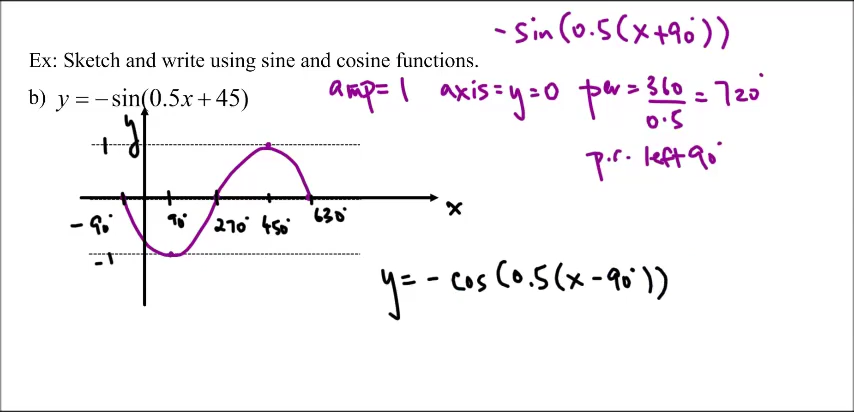 -sin(0.5(x+90°))
Ex: Sketch and write using sine and cosine functions.
b) y = −sin(0.5x + 45)
amp=1 axis=y=0 per = 360/0.5 = 720°
p.s. left 90°
y
1
-90° 90° 270° 450° 630° x
-1
y=-cos(0.5(x-90°))